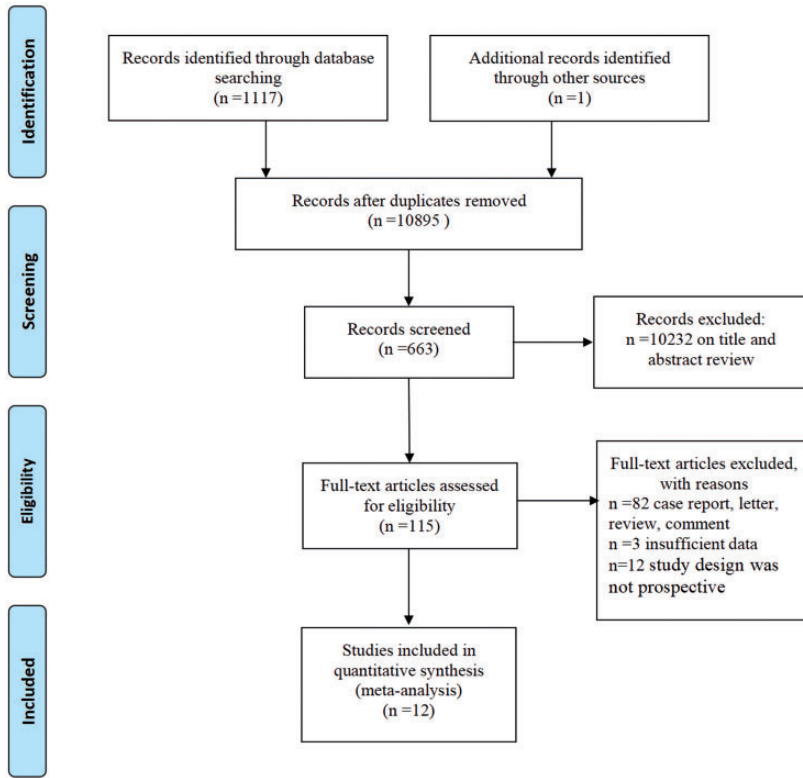 Identification
Records identified through database
searching
(n =1117)
Additional records identified
through other sources
(n =1)
Records after duplicates removed
(n =10895 )
Screening
Records screened
(n =663)
Records excluded:
n =10232 on title and
abstract review
Eligibility
Full-text articles assessed
for eligibility
(n =115)
Full-text articles excluded,
with reasons
n =82 case report, letter,
review, comment
n =3 insufficient data
n=12 study design was
not prospective
Included
Studies included in
quantitative synthesis
(meta-analysis)
(n =12)